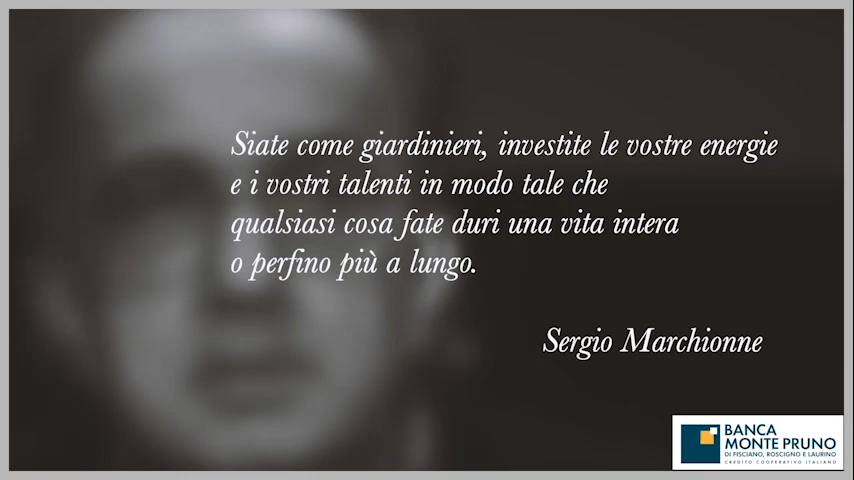 Siate come giardinieri, investite le vostre energie
e i vostri talenti in modo tale che
qualsiasi cosa fate duri una vita intera
o perfino più a lungo.
Sergio Marchionne
BANCA
MONTE PRUNO
DI FISCIANO, ROSCIGNO E LAURINO
CREDITO COOPERATIVO ITALIANO